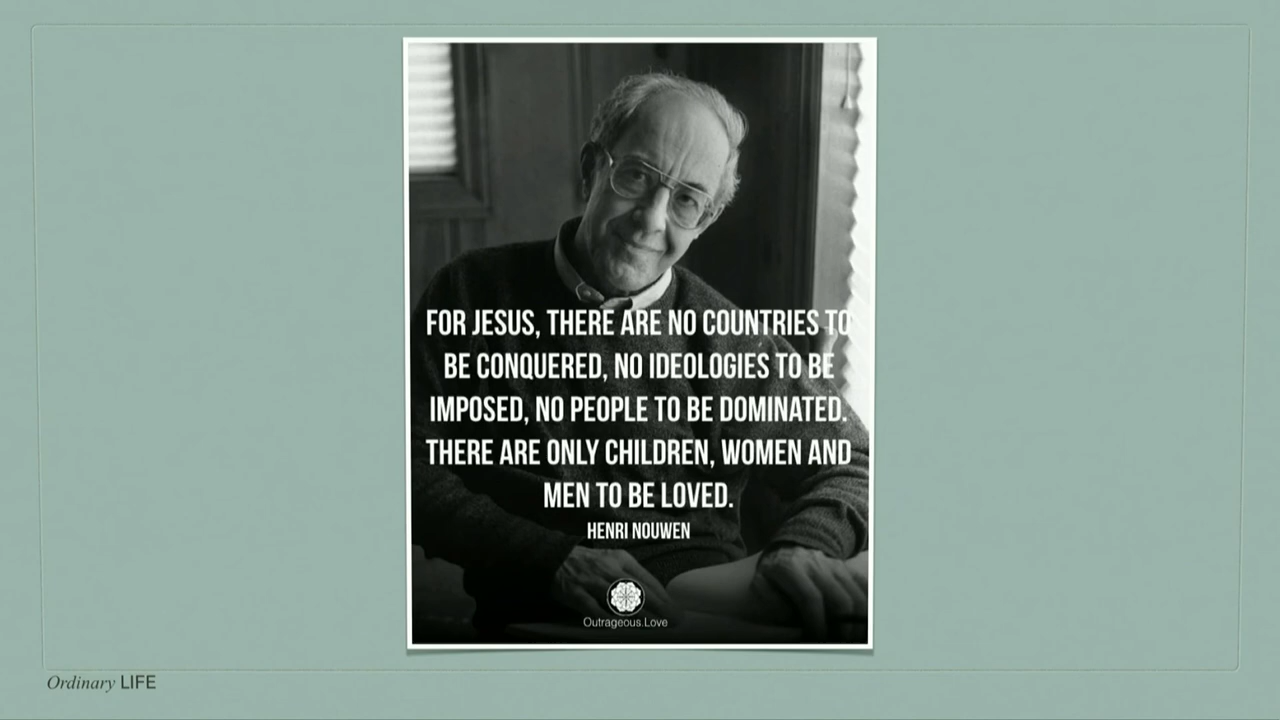 FOR JESUS, THERE ARE NO COUNTRIES TO
BE CONQUERED, NO IDEOLOGIES TO BE
IMPOSED, NO PEOPLE TO BE DOMINATED.
THERE ARE ONLY CHILDREN, WOMEN AND
MEN TO BE LOVED.
HENRI NOUWEN
Outrageous.Love
Ordinary LIFE